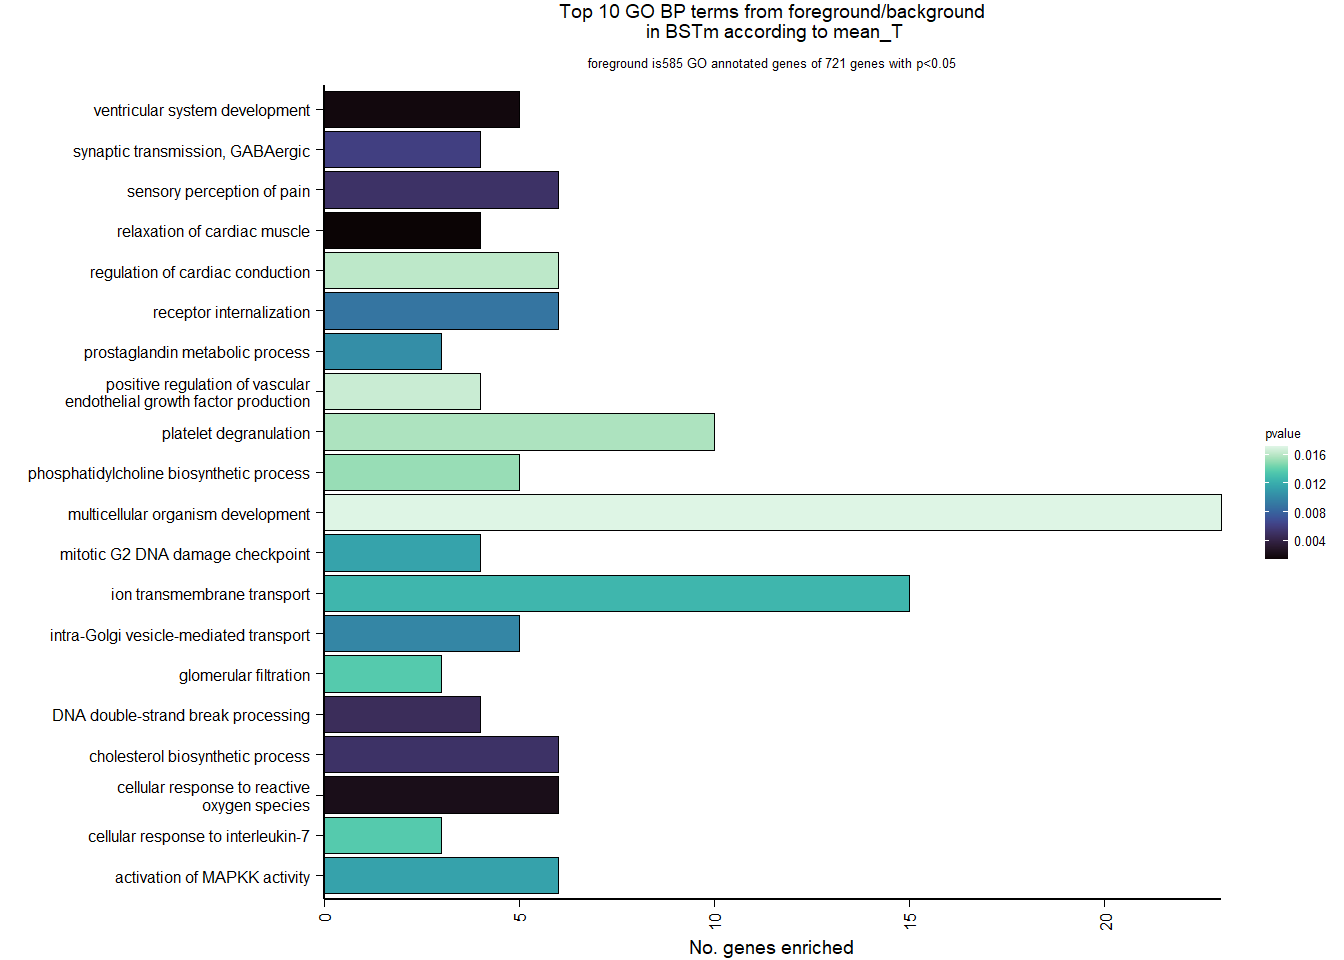 Top 10 GO BP terms from foreground/background
in BSTm according to mean_T
foreground is585 GO annotated genes of 721 genes with p<0.05
ventricular system development
synaptic transmission, GABAergic
sensory perception of pain
relaxation of cardiac muscle
regulation of cardiac conduction
receptor internalization
prostaglandin metabolic process
positive regulation of vascular
endothelial growth factor production
platelet degranulation
phosphatidylcholine biosynthetic process
multicellular organism development
mitotic G2 DNA damage checkpoint
ion transmembrane transport
intra-Golgi vesicle-mediated transport
glomerular filtration
DNA double-strand break processing
cholesterol biosynthetic process
cellular response to reactive
oxygen species
cellular response to interleukin-7
activation of MAPKK activity
0
5
10
15
20
No. genes enriched
pvalue
0.016
0.012
0.008
0.004